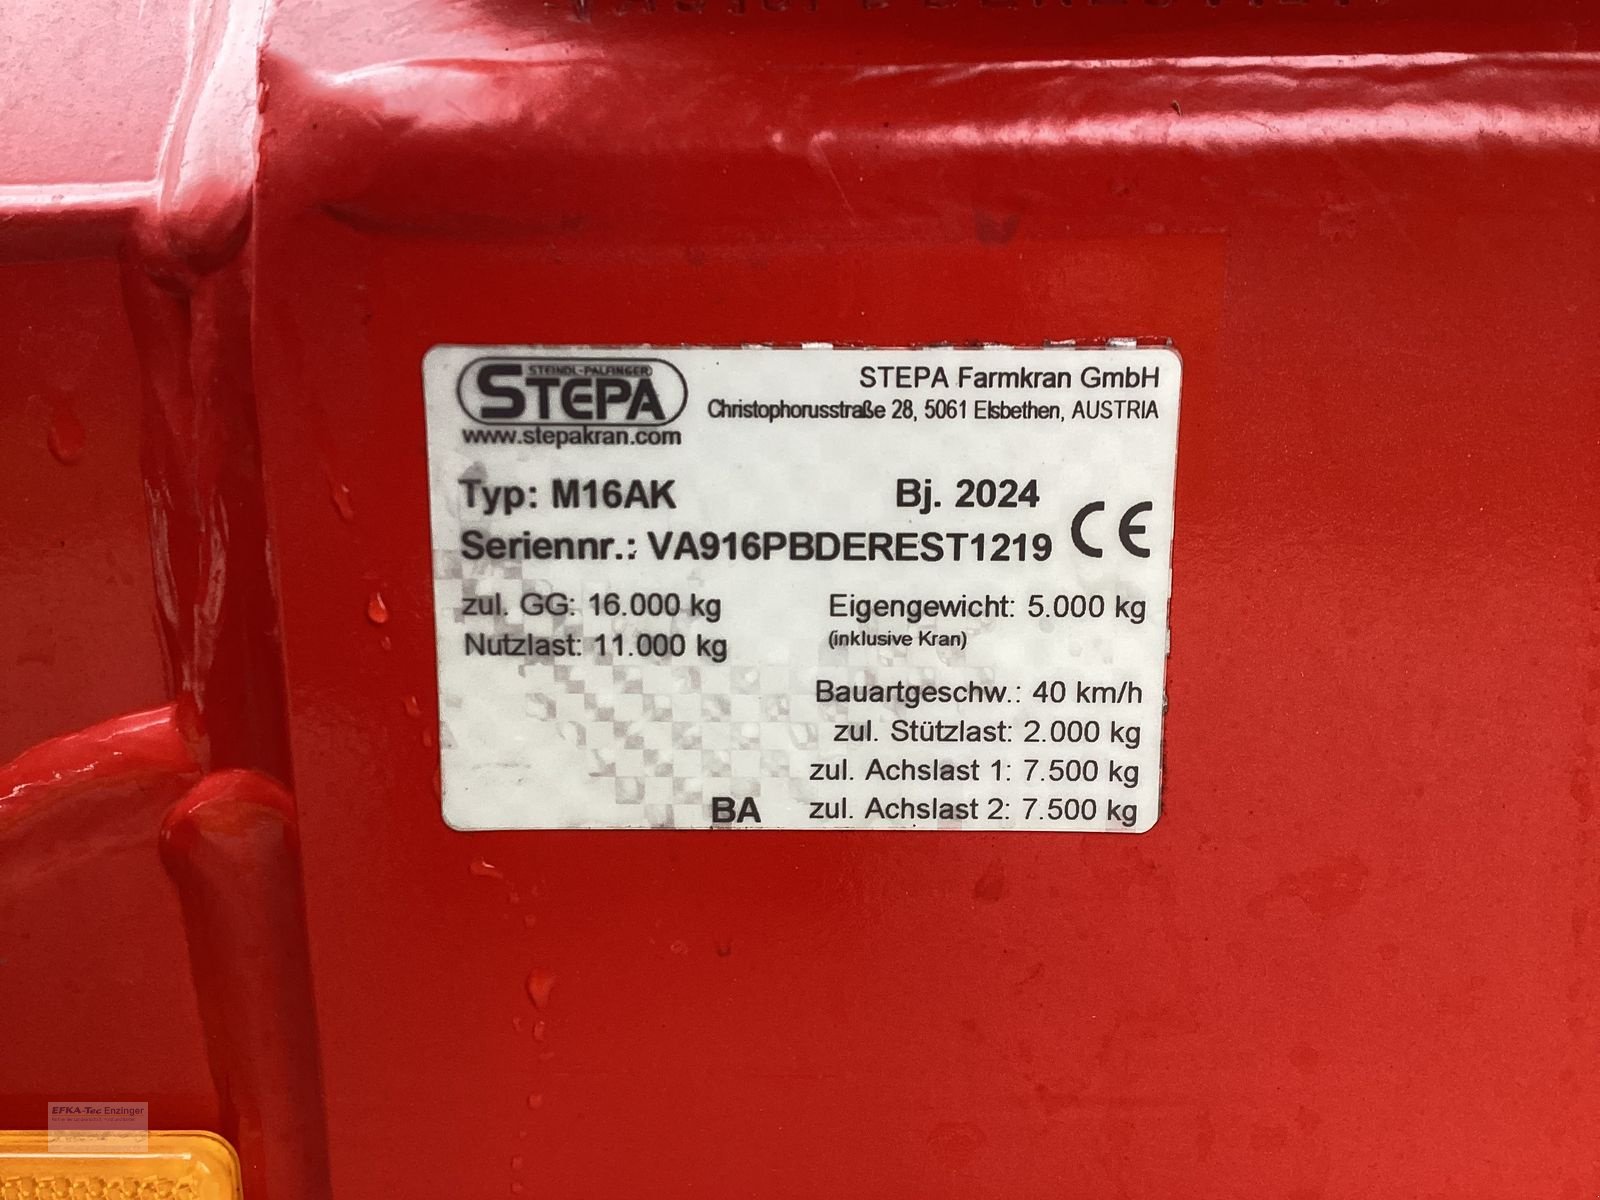 STEINDL-PALFINGER
STEPA
www.stepakran.com
STEPA Farmkran GmbH
Christophorusstraße 28, 5061 Elsbethen, AUSTRIA
Typ: M16AK Bj. 2024
Seriennr.: VA916PBDEREST1219 CE
zul. GG: 16.000 kg Eigengewicht: 5.000 kg
(inklusive Kran)
Nutzlast: 11.000 kg
Bauartgeschw.: 40 km/h
zul. Stützlast: 2.000 kg
zul. Achslast 1: 7.500 kg
BA zul. Achslast 2: 7.500 kg
EFKA-Tec Enzinger